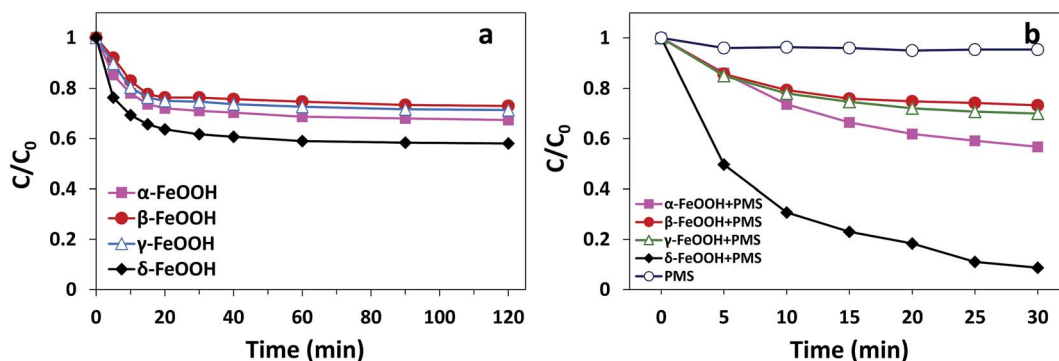 a
1
0.8
0.6
0.4
0.2
0
C/C₀
α-FeOOH
β-FeOOH
γ-FeOOH
δ-FeOOH
0 20 40 60 80 100 120
Time (min)
b
1
0.8
0.6
0.4
0.2
0
C/C₀
α-FeOOH+PMS
β-FeOOH+PMS
γ-FeOOH+PMS
δ-FeOOH+PMS
PMS
0 5 10 15 20 25 30
Time (min)